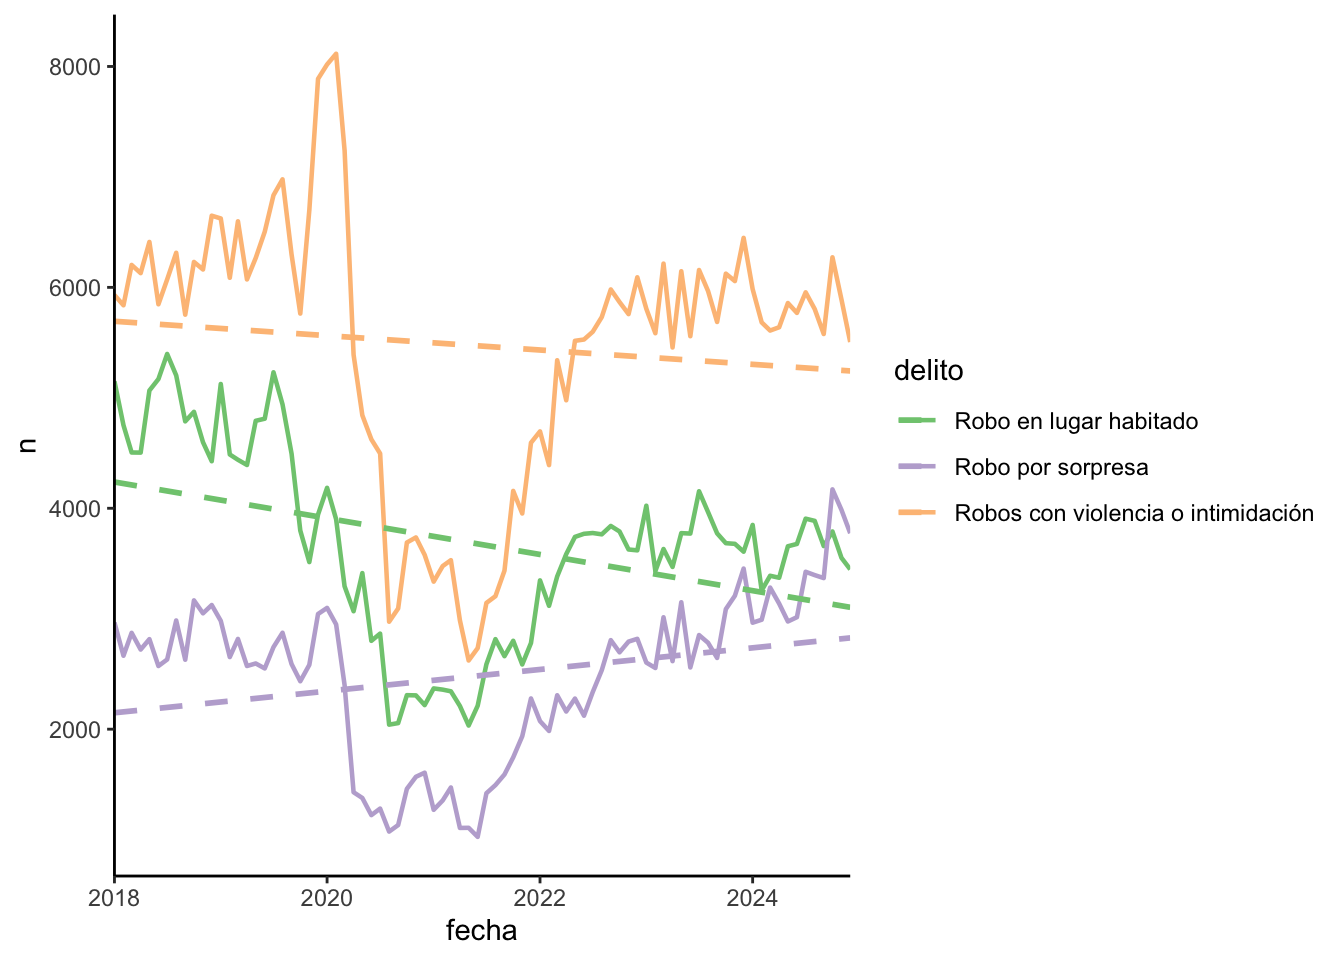 8000
6000
4000
2000
n
2018
2020
2022
2024
fecha
delito
Robo en lugar habitado
Robo por sorpresa
Robos con violencia o intimidación